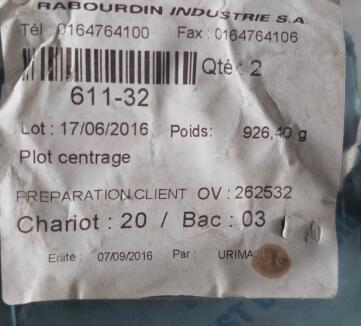 RABOURDIN INDUSTRIE S.A.
Tél : 0164764100 Fax : 0164764106
Qté : 2
611-32
Lot : 17/06/2016 Poids: 926,40 g
Plot centrage
PREPARATION CLIENT OV : 262532
Chariot : 20 / Bac : 03
Edité : 07/09/2016 Par :